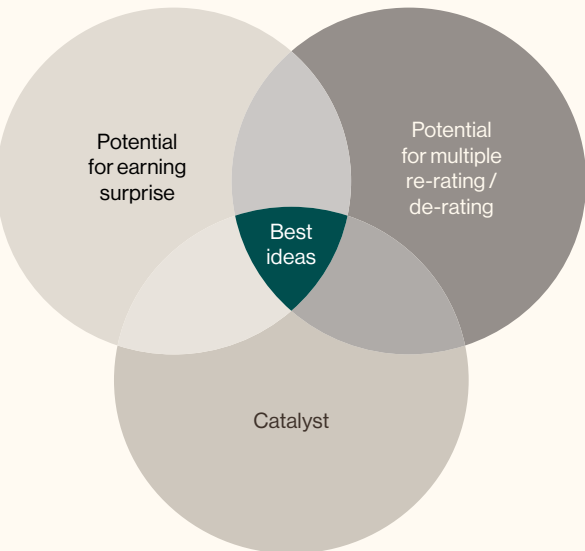 Potential
for earning
surprise
Potential
for multiple
re-rating /
de-rating
Best
ideas
Catalyst